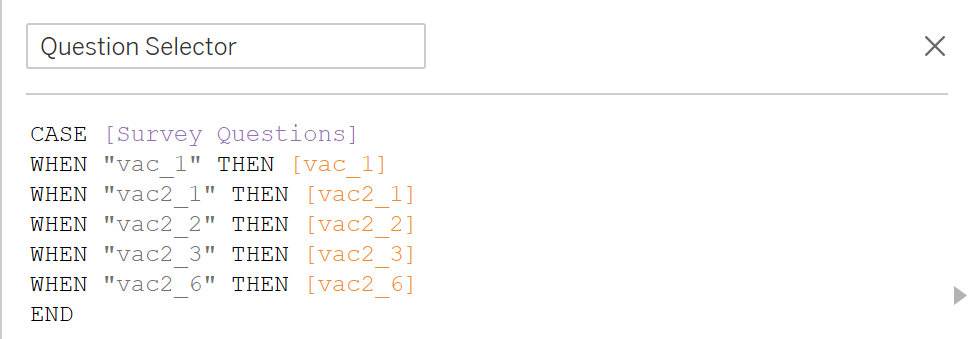 Question Selector
CASE [Survey Questions]
WHEN "vac_1" THEN [vac_1]
WHEN "vac2_1" THEN [vac2_1]
WHEN "vac2_2" THEN [vac2_2]
WHEN "vac2_3" THEN [vac2_3]
WHEN "vac2_6" THEN [vac2_6]
END